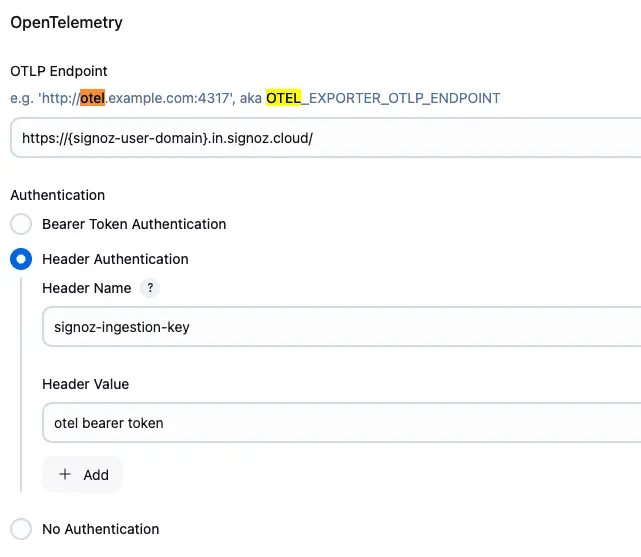 OpenTelemetry
OTLP Endpoint
e.g. 'http://otel.example.com:4317', aka OTEL_EXPORTER_OTLP_ENDPOINT
https://{signoz-user-domain}.in.signoz.cloud/
Authentication
Bearer Token Authentication
Header Authentication
Header Name ?
signoz-ingestion-key
Header Value
otel bearer token
+ Add
No Authentication